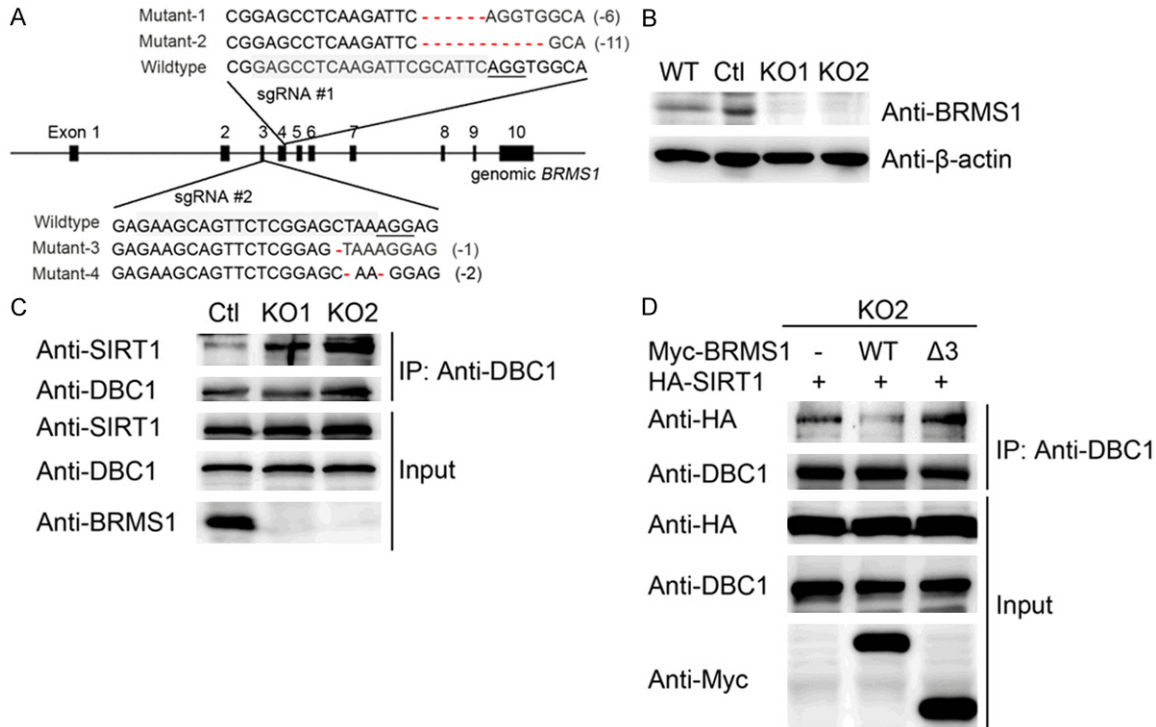 A
Mutant-1 CGGAGCCTCAAGATTC - - - - - - AGGTGGCA (-6)
Mutant-2 CGGAGCCTCAAGATTC - - - - - - - - - - - GCA (-11)
Wildtype CGGAGCCTCAAGATTCGCATTCAGGTGGCA
sgRNA #1
Exon 1 2 3 4 5 6 7 8 9 10
genomic BRMS1
sgRNA #2
Wildtype GAGAAGCAGTTCTCGGAGCTAAAGGAG
Mutant-3 GAGAAGCAGTTCTCGGAG -TAAAGGAG (-1)
Mutant-4 GAGAAGCAGTTCTCGGAGC- AA- GGAG (-2)
B
WT Ctl KO1 KO2
Anti-BRMS1
Anti-β-actin
C
Ctl KO1 KO2
Anti-SIRT1
Anti-DBC1
IP: Anti-DBC1
Anti-SIRT1
Anti-DBC1
Anti-BRMS1
Input
D
KO2
Myc-BRMS1 - WT Δ3
HA-SIRT1 + + +
Anti-HA
Anti-DBC1
IP: Anti-DBC1
Anti-HA
Anti-DBC1
Anti-Myc
Input